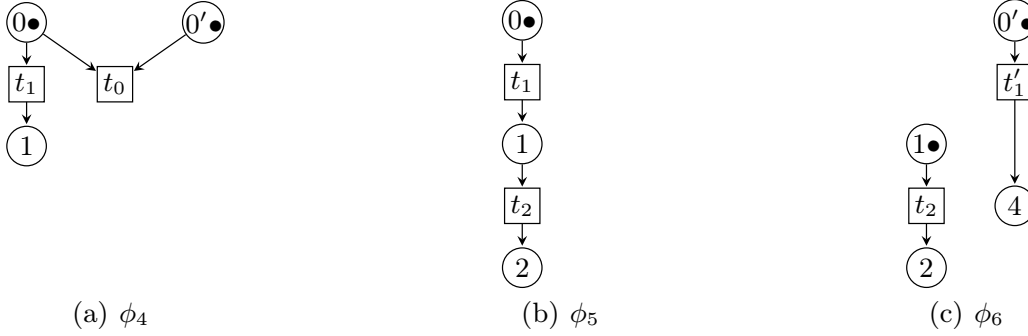 0 0′ 0 0′
t₁ t₀ t₁ t′₁
1 1 1
t₂ t₂ 4
2 2
(a) ϕ₄ (b) ϕ₅ (c) ϕ₆